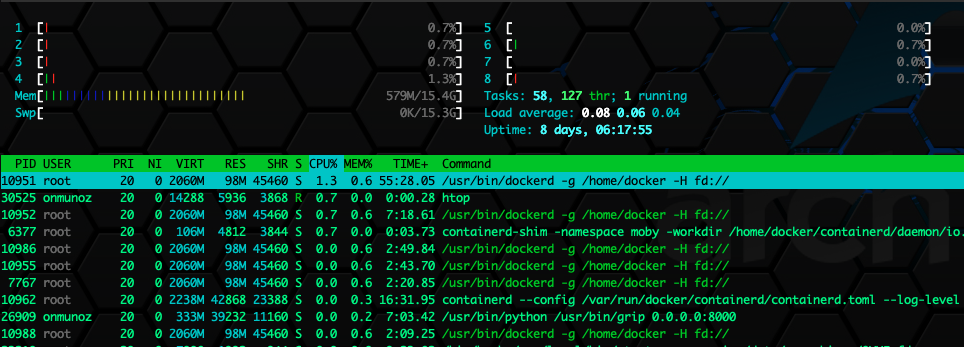 1 [| 0.7%] 5 [ 0.0%]
2 [| 0.7%] 6 [| 0.7%]
3 [| 0.7%] 7 [ 0.0%]
4 [|| 1.3%] 8 [| 0.7%]
Mem[|||||||||||||||||||||||||||||| 579M/15.4G] Tasks: 58, 127 thr; 1 running
Swp[ 0K/15.3G] Load average: 0.08 0.06 0.04
Uptime: 8 days, 06:17:55
PID USER PRI NI VIRT RES SHR S CPU% MEM% TIME+ Command
10951 root 20 0 2060M 98M 45460 S 1.3 0.6 55:28.05 /usr/bin/dockerd -g /home/docker -H fd://
30525 onmunoz 20 0 14288 5936 3868 R 0.7 0.0 0:00.28 htop
10952 root 20 0 2060M 98M 45460 S 0.7 0.6 7:18.61 /usr/bin/dockerd -g /home/docker -H fd://
6377 root 20 0 106M 4812 3844 S 0.7 0.0 0:03.73 containerd-shim -namespace moby -workdir /home/docker/containerd/daemon/io.
10986 root 20 0 2060M 98M 45460 S 0.0 0.6 2:49.84 /usr/bin/dockerd -g /home/docker -H fd://
10955 root 20 0 2060M 98M 45460 S 0.0 0.6 2:43.70 /usr/bin/dockerd -g /home/docker -H fd://
7767 root 20 0 2060M 98M 45460 S 0.0 0.6 2:20.85 /usr/bin/dockerd -g /home/docker -H fd://
10962 root 20 0 2238M 42868 23388 S 0.0 0.3 16:31.95 containerd --config /var/run/docker/containerd/containerd.toml --log-level
26909 onmunoz 20 0 333M 39232 11160 S 0.0 0.2 7:03.42 /usr/bin/python /usr/bin/grip 0.0.0.0:8000
10988 root 20 0 2060M 98M 45460 S 0.0 0.6 2:09.25 /usr/bin/dockerd -g /home/docker -H fd://